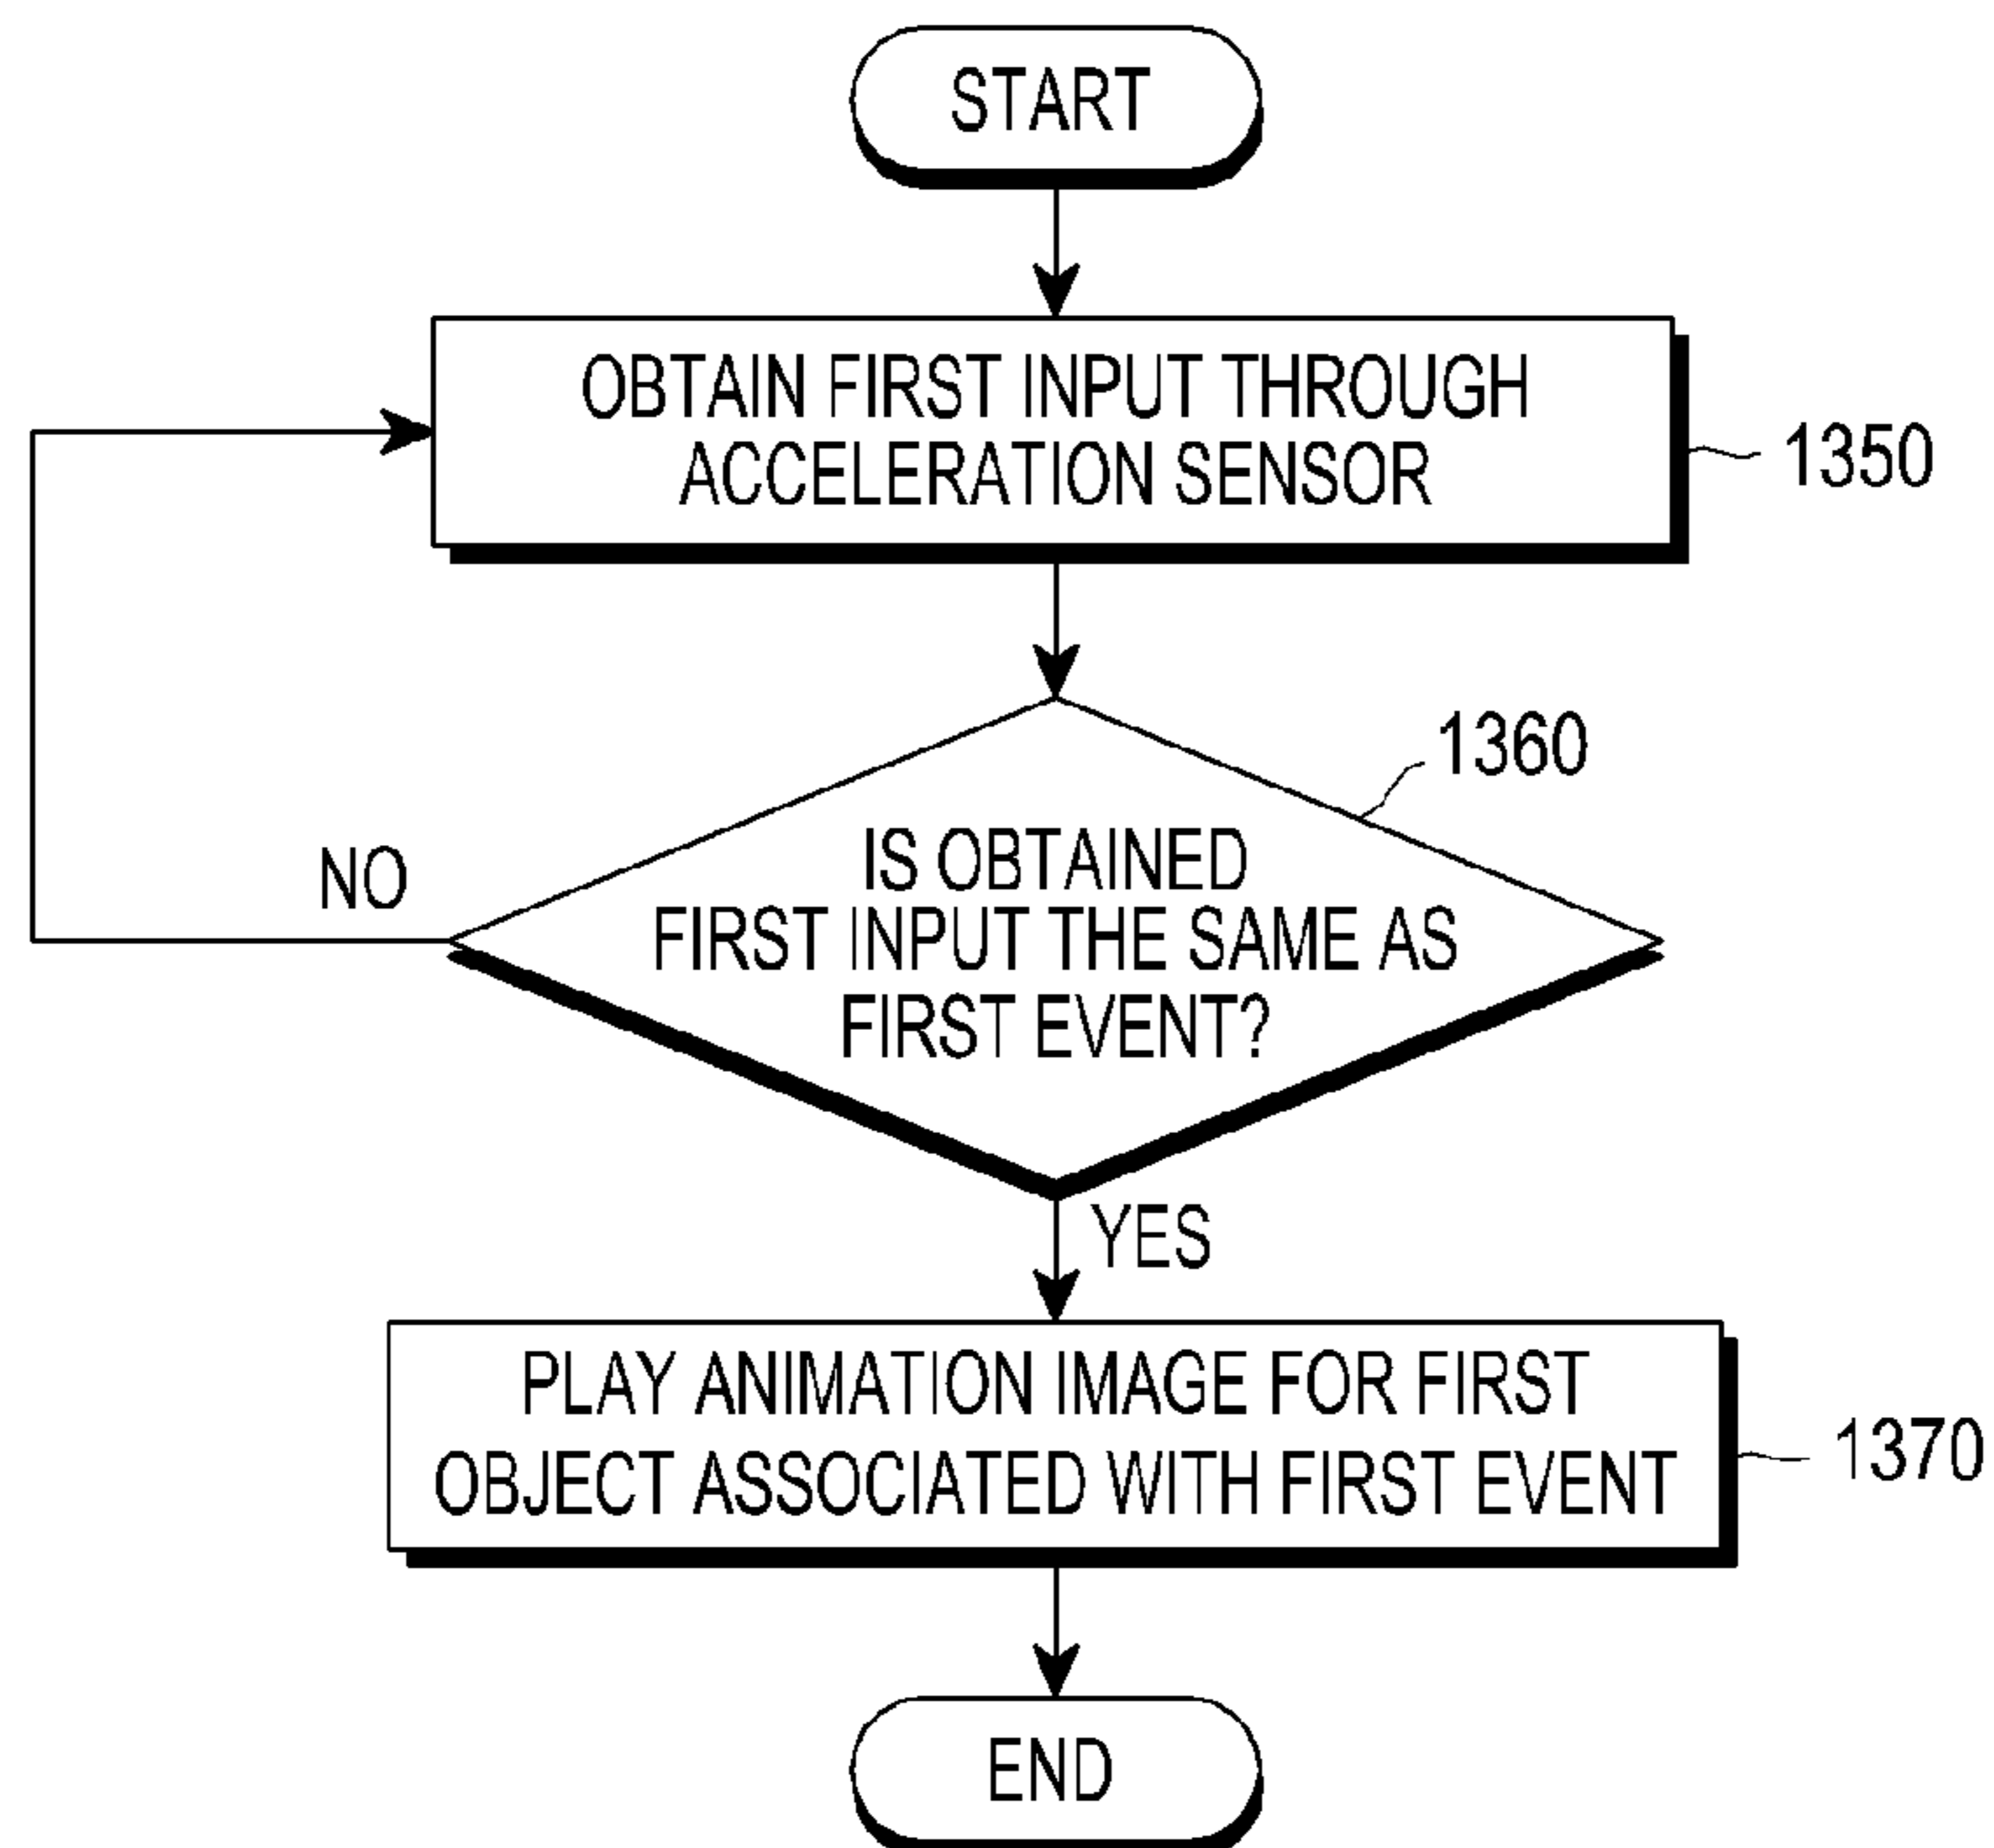 START
OBTAIN FIRST INPUT THROUGH
ACCELERATION SENSOR
1350
1360
IS OBTAINED
FIRST INPUT THE SAME AS
FIRST EVENT?
NO
YES
PLAY ANIMATION IMAGE FOR FIRST
OBJECT ASSOCIATED WITH FIRST EVENT
1370
END